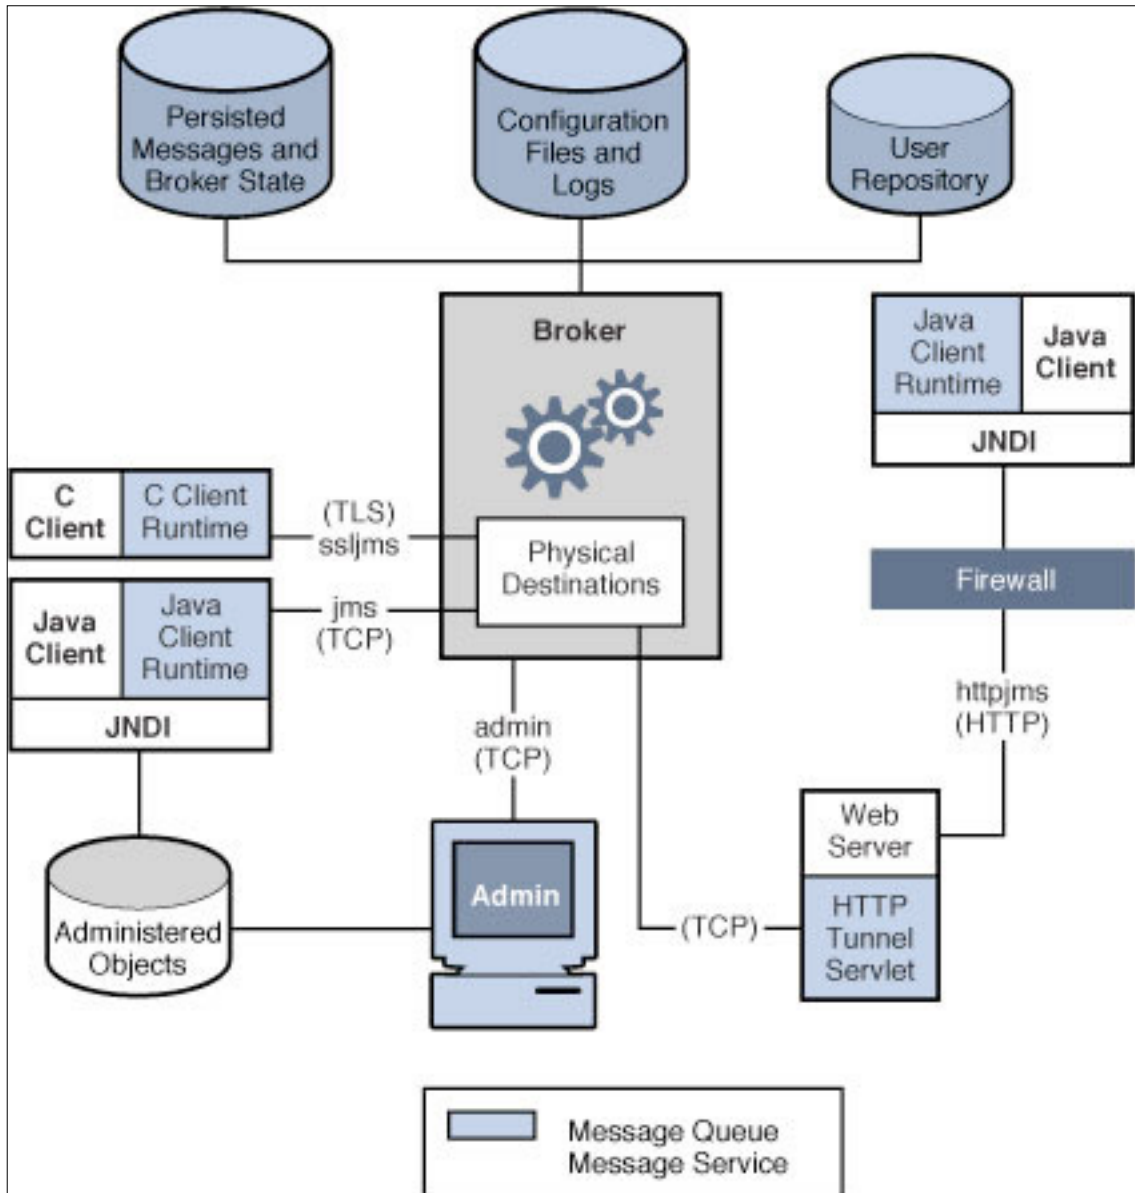 Persisted
Messages and
Broker State
Configuration
Files and
Logs
User
Repository
Broker
Java
Client
Runtime
Java
Client
JNDI
C
Client
C Client
Runtime
(TLS)
ssljms
Physical
Destinations
Firewall
Java
Client
Java
Client
Runtime
jms
(TCP)
JNDI
admin
(TCP)
httpjms
(HTTP)
Web
Server
HTTP
Tunnel
Servlet
Admin
(TCP)
Administered
Objects
Message Queue
Message Service